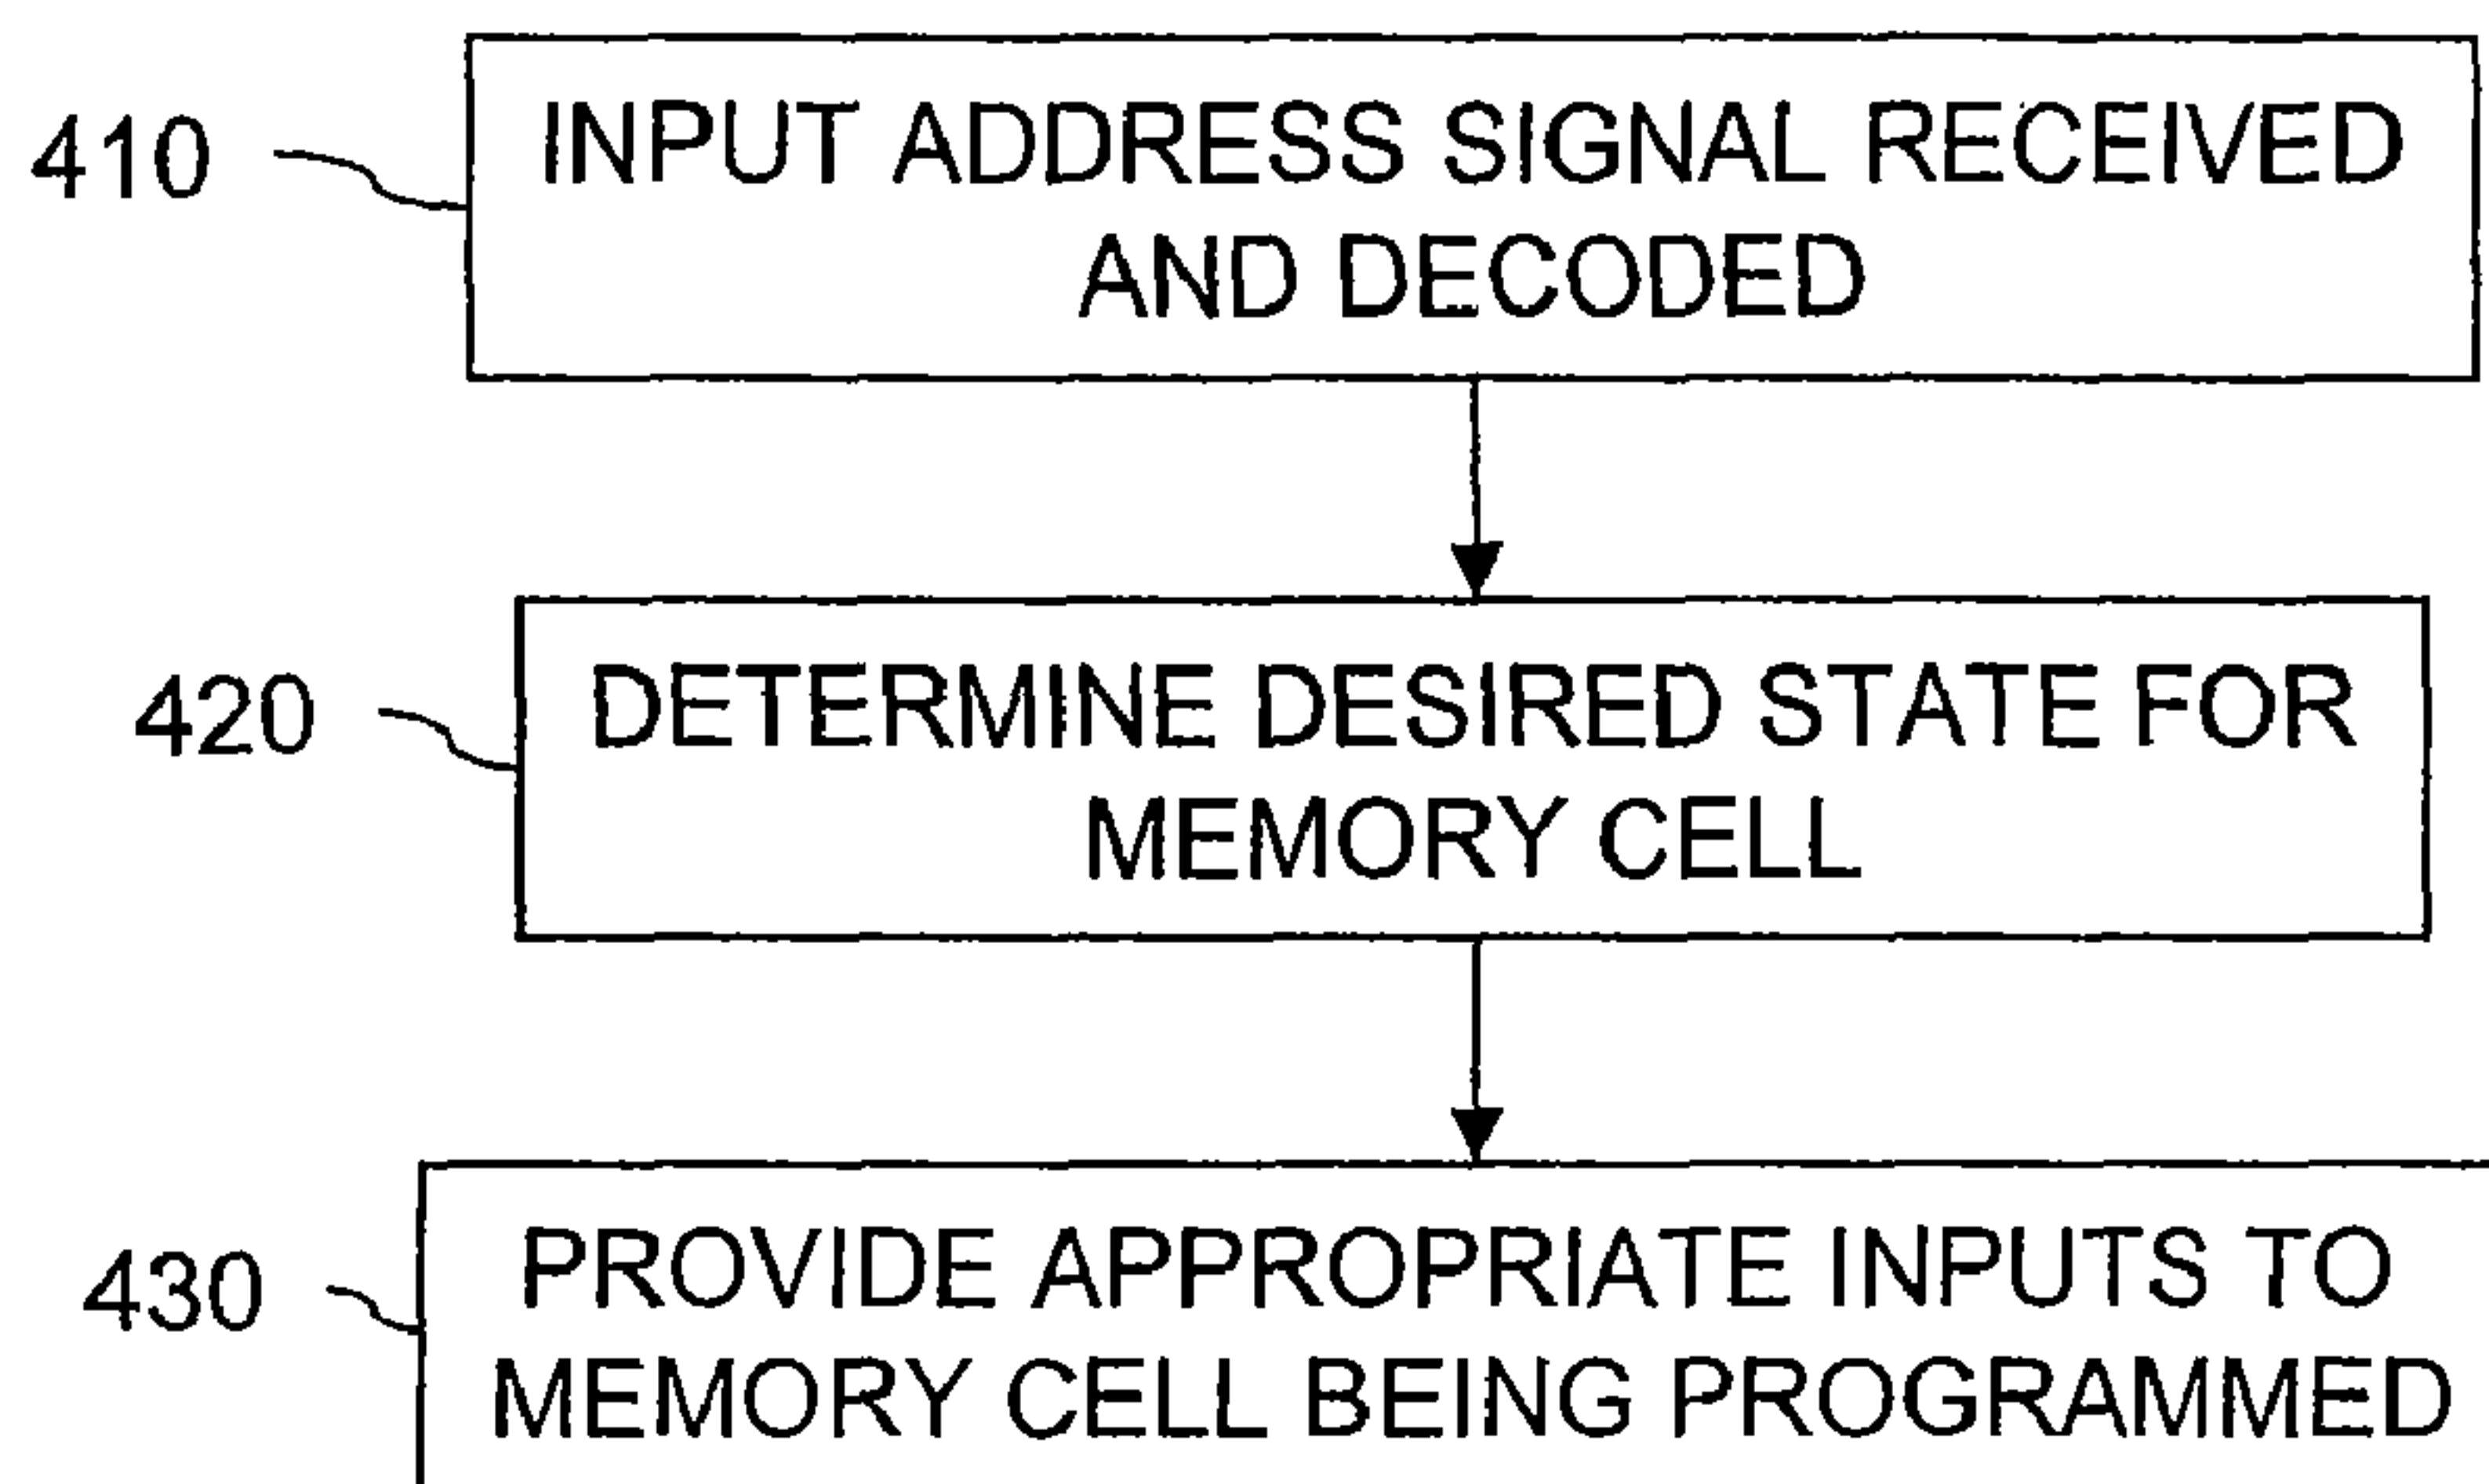 410
INPUT ADDRESS SIGNAL RECEIVED
AND DECODED
420
DETERMINE DESIRED STATE FOR
MEMORY CELL
430
PROVIDE APPROPRIATE INPUTS TO
MEMORY CELL BEING PROGRAMMED